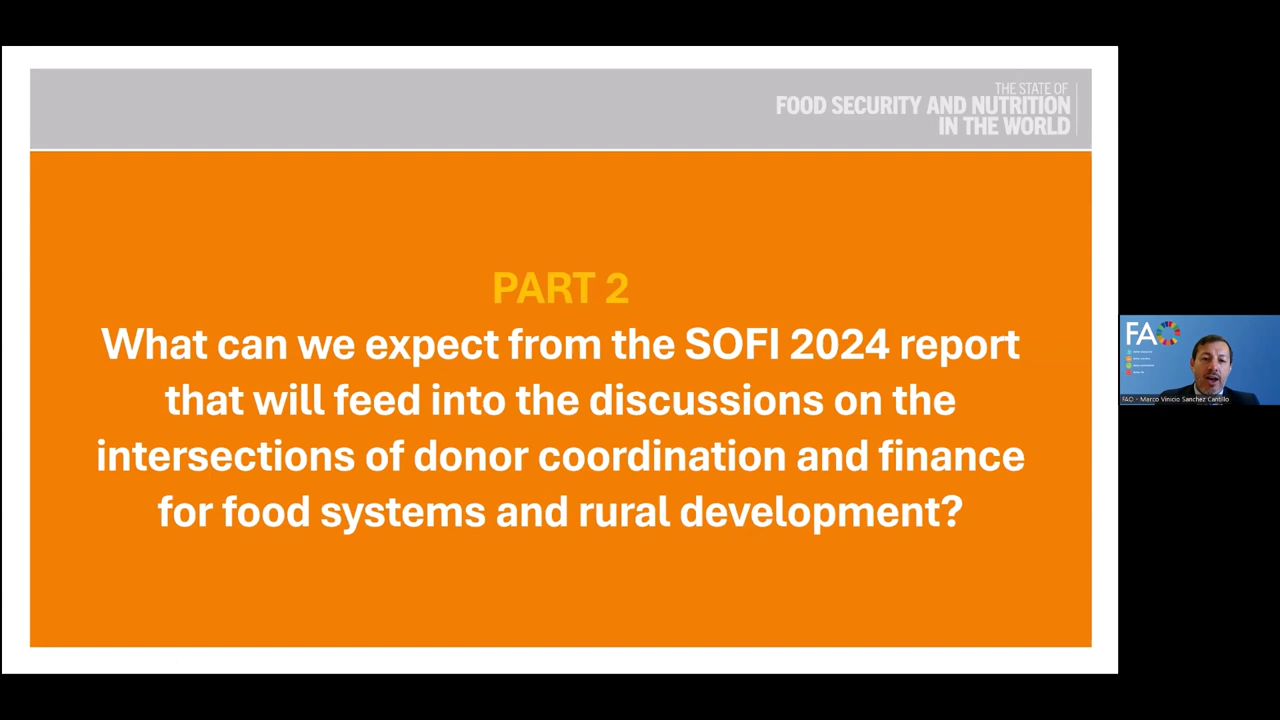 THE STATE OF
FOOD SECURITY AND NUTRITION
IN THE WORLD
PART 2
What can we expect from the SOFI 2024 report
that will feed into the discussions on the
intersections of donor coordination and finance
for food systems and rural development?
FAO
FAO - Marco Vinicio Sanchez Cantillo